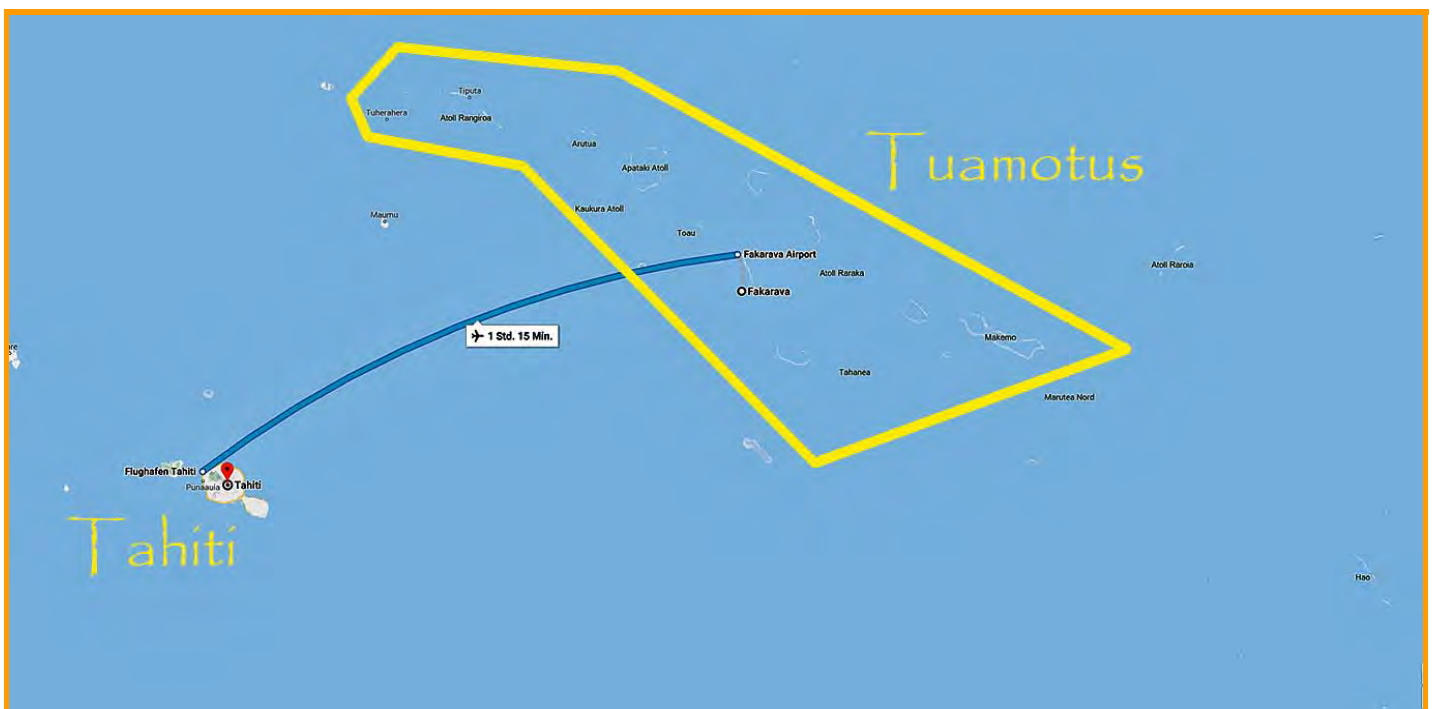 Tiputa
Tuherahera
Atoll Rangiroa
Arutua
Apataki Atoll
Tuamotus
Kaukura Atoll
Maumu
Toau
Fakarava Airport
Atoll Raroia
Atoll Raraka
Fakarava
1 Std. 15 Min.
Makemo
re
Tahanea
Marutea Nord
Flughafen Tahiti
Punaauia
Tahiti
Tahiti
Hao